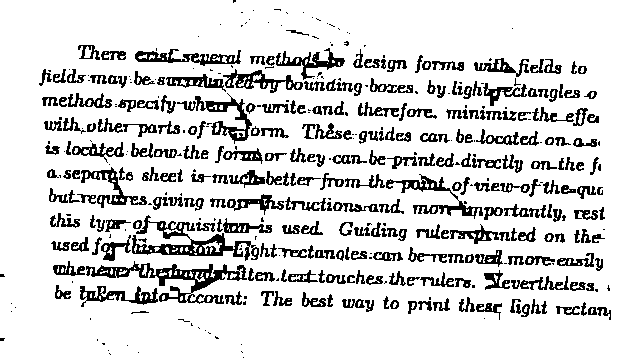 There exist several methods to design forms with fields to
fields may be surrounded by bounding boxes, by light rectangles o
methods specify where to write and, therefore, minimize the effe
with other parts of the form. These guides can be located on a s
is located below the form or they can be printed directly on the f
a separate sheet is much better from the point of view of the qua
but requires giving more instructions and, more importantly, rest
this type of acquisition is used. Guiding rulers printed on the
used for this reason. Light rectangles can be removed more easily
whenever the handwritten text touches the rulers. Nevertheless,
be taken into account: The best way to print these light rectan